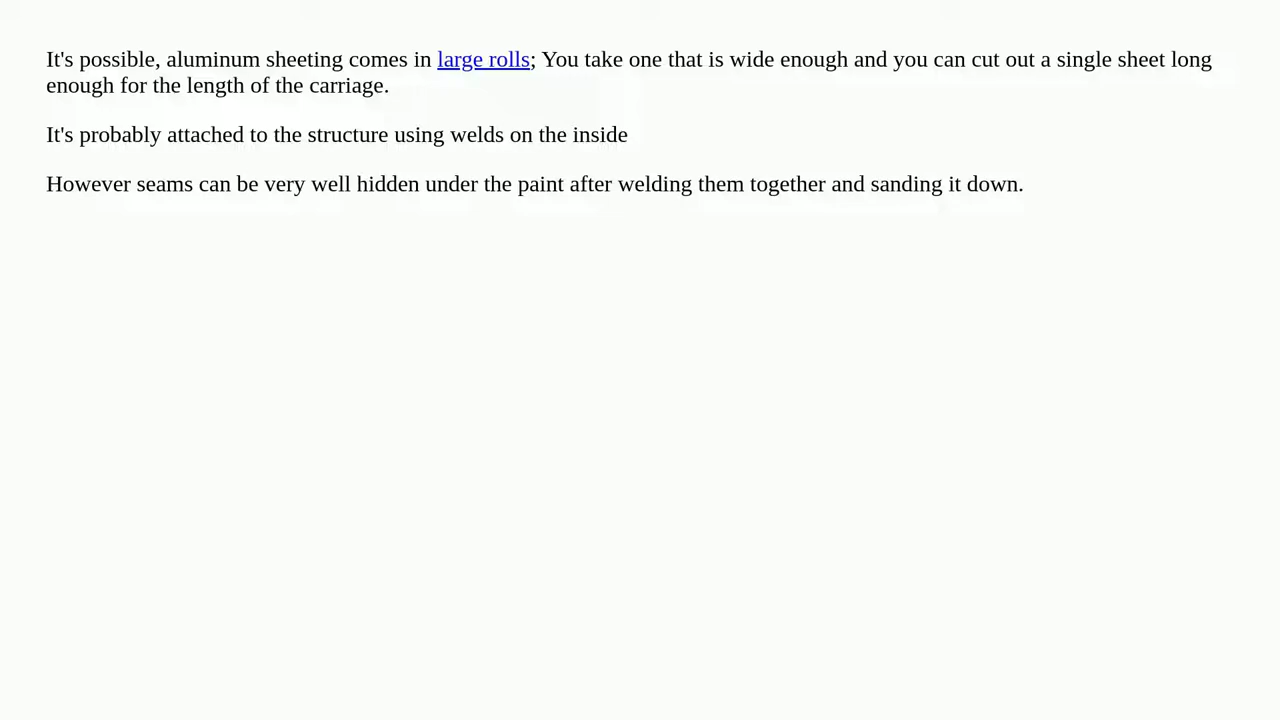 It's possible, aluminum sheeting comes in large rolls; You take one that is wide enough and you can cut out a single sheet long
enough for the length of the carriage.
It's probably attached to the structure using welds on the inside
However seams can be very well hidden under the paint after welding them together and sanding it down.